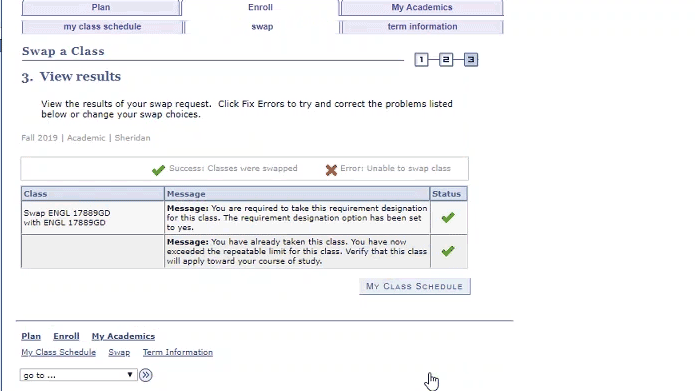 Plan Enroll My Academics
my class schedule swap term information
Swap a Class
1 2 3
3. View results
View the results of your swap request. Click Fix Errors to try and correct the problems listed
below or change your swap choices.
Fall 2019 | Academic | Sheridan
Success: Classes were swapped Error: Unable to swap class
Class Message Status
Swap ENGL 17889GD
with ENGL 17889GD
Message: You are required to take this requirement designation
for this class. The requirement designation option has been set
to yes.
Message: You have already taken this class. You have now
exceeded the repeatable limit for this class. Verify that this class
will apply toward your course of study.
MY CLASS SCHEDULE
Plan Enroll My Academics
My Class Schedule Swap Term Information
go to ...